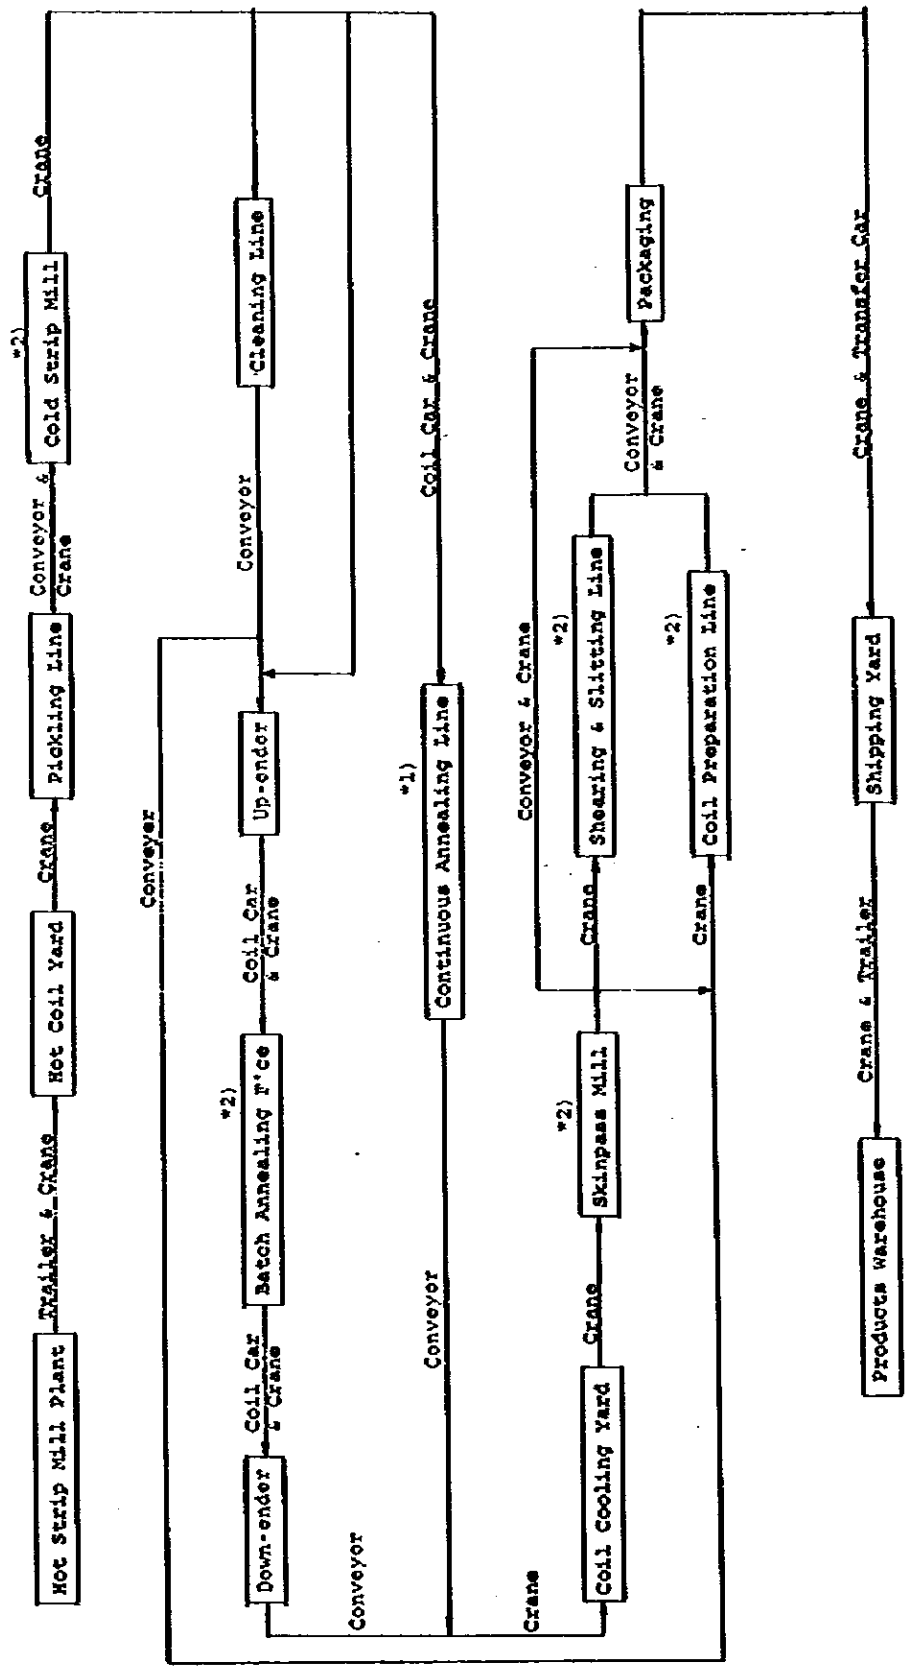 Hot Strip Mill Plant
Trailer & Crane
Hot Coil Yard
Crane
Pickling Line
Conveyor &
Crane
*2)
Cold Strip Mill
Crane
Conveyer
Down-ender
Coil Car
& Crane
*2)
Batch Annealing F'ce
Coil Car
& Crane
Up-ender
Conveyor
Cleaning Line
Conveyor
*1)
Continuous Annealing Line
Coil Car & Crane
Conveyor
Crane
Coil Cooling Yard
Crane
*2)
Skinpass Mill
Conveyor & Crane
Crane
*2)
Shearing & Slitting Line
Crane
*2)
Coil Preparation Line
Conveyor
& Crane
Packaging
Products Warehouse
Crane & Trailer
Shipping Yard
Crane & Transfer Car